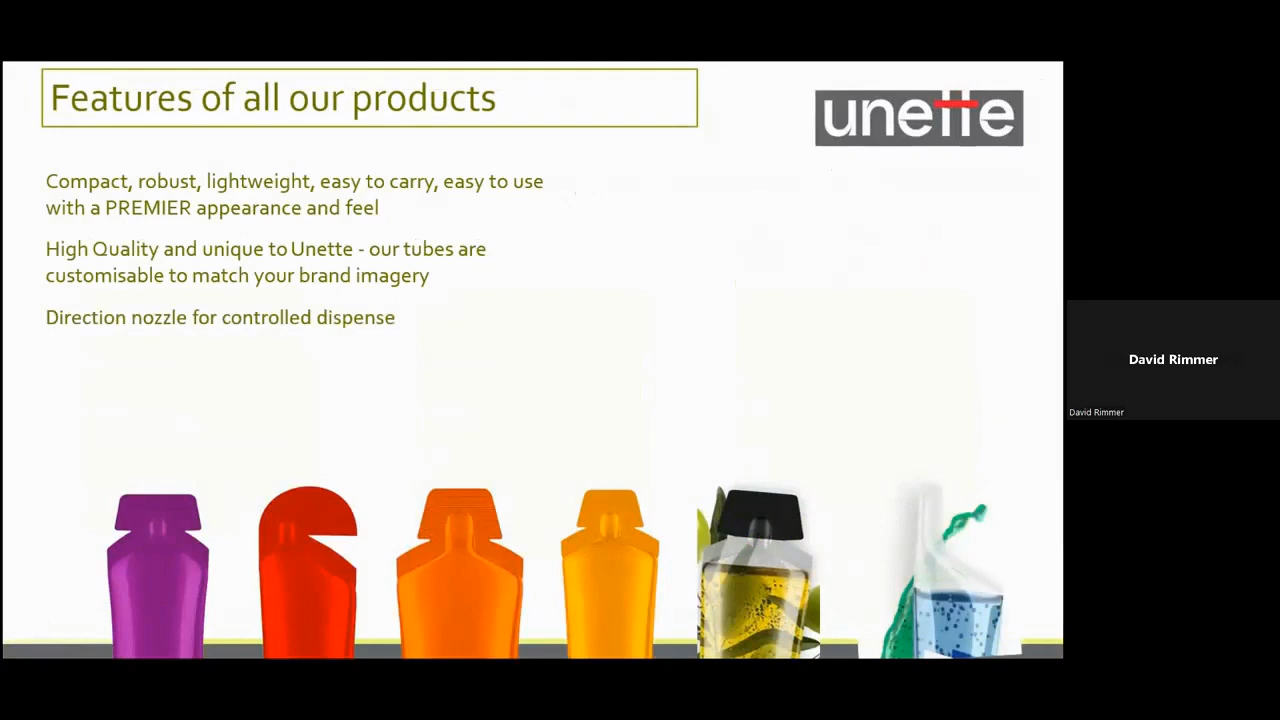 Features of all our products
unette
Compact, robust, lightweight, easy to carry, easy to use
with a PREMIER appearance and feel
High Quality and unique to Unette - our tubes are
customisable to match your brand imagery
Direction nozzle for controlled dispense
David Rimmer
David Rimmer